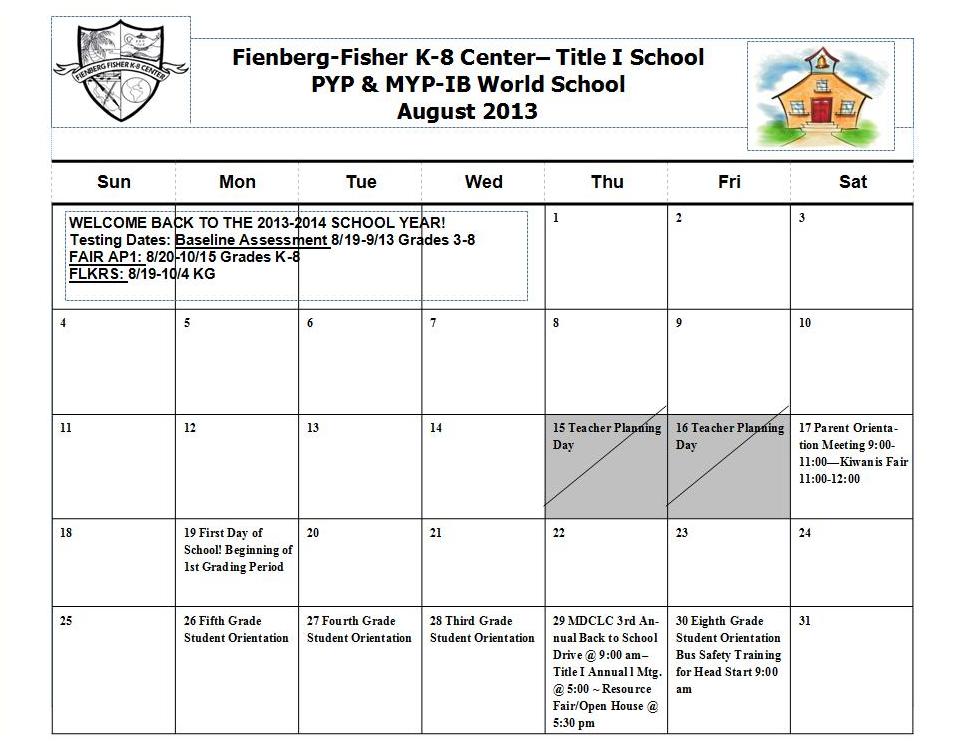 FIENBERG FISHER K-8 CENTER
Fienberg-Fisher K-8 Center– Title I School
PYP & MYP-IB World School
August 2013
Sun Mon Tue Wed Thu Fri Sat
WELCOME BACK TO THE 2013-2014 SCHOOL YEAR!
Testing Dates: Baseline Assessment 8/19-9/13 Grades 3-8
FAIR AP1: 8/20-10/15 Grades K-8
FLKRS: 8/19-10/4 KG
1
2
3
4
5
6
7
8
9
10
11
12
13
14
15 Teacher Planning
Day
16 Teacher Planning
Day
17 Parent Orienta-
tion Meeting 9:00-
11:00—Kiwanis Fair
11:00-12:00
18
19 First Day of
School! Beginning of
1st Grading Period
20
21
22
23
24
25
26 Fifth Grade
Student Orientation
27 Fourth Grade
Student Orientation
28 Third Grade
Student Orientation
29 MDCLC 3rd An-
nual Back to School
Drive @ 9:00 am–
Title I Annual l Mtg.
@ 5:00 ~ Resource
Fair/Open House @
5:30 pm
30 Eighth Grade
Student Orientation
Bus Safety Training
for Head Start 9:00
am
31